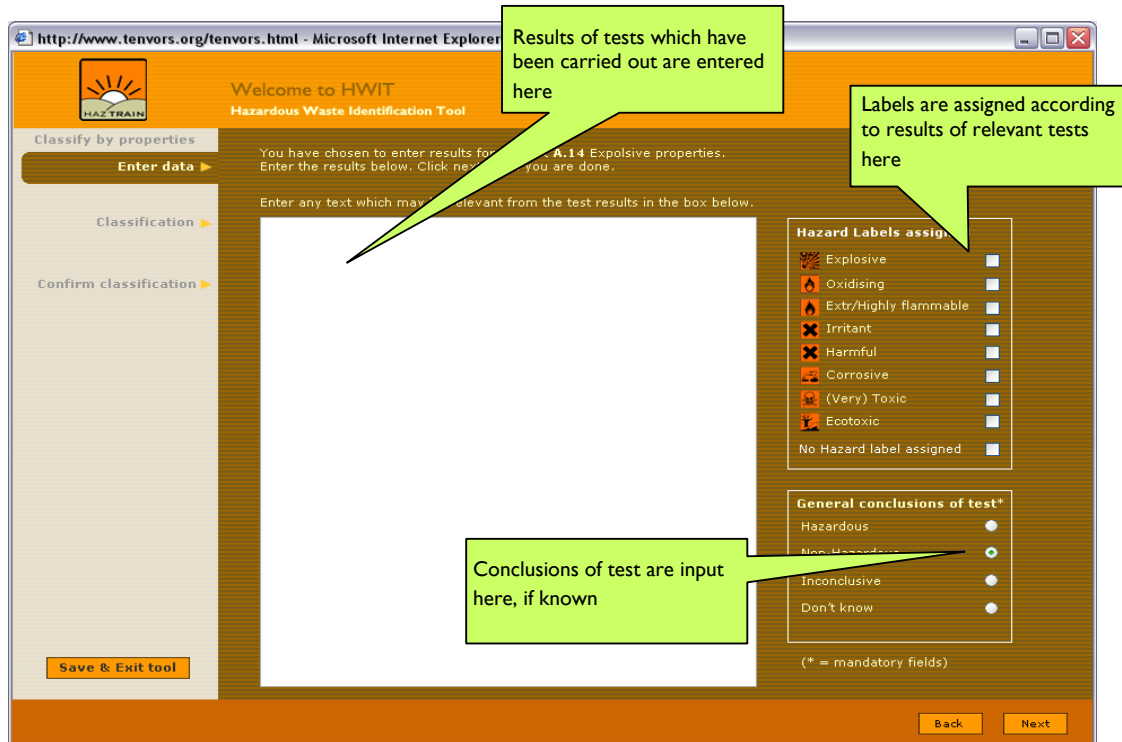 http://www.tenvors.org/tenvors.html - Microsoft Internet Explorer
Results of tests which have
been carried out are entered
here
HAZ TRAIN
Welcome to HWIT
Hazardous Waste Identification Tool
Labels are assigned according
to results of relevant tests
here
Classify by properties
Enter data
Classification
Confirm classification
Save & Exit tool
You have chosen to enter results for A.14 Expolsive properties.
Enter the results below. Click you are done.
Enter any text which may relevant from the test results in the box below.
Hazard Labels
Explosive
Oxidising
Extr/Highly flammable
Irritant
Harmful
Corrosive
(Very) Toxic
Ecotoxic
No Hazard label assigned
General conclusions of test*
Hazardous
Non-Hazardous
Inconclusive
Don't know
Conclusions of test are input
here, if known
(* = mandatory fields)
Back
Next